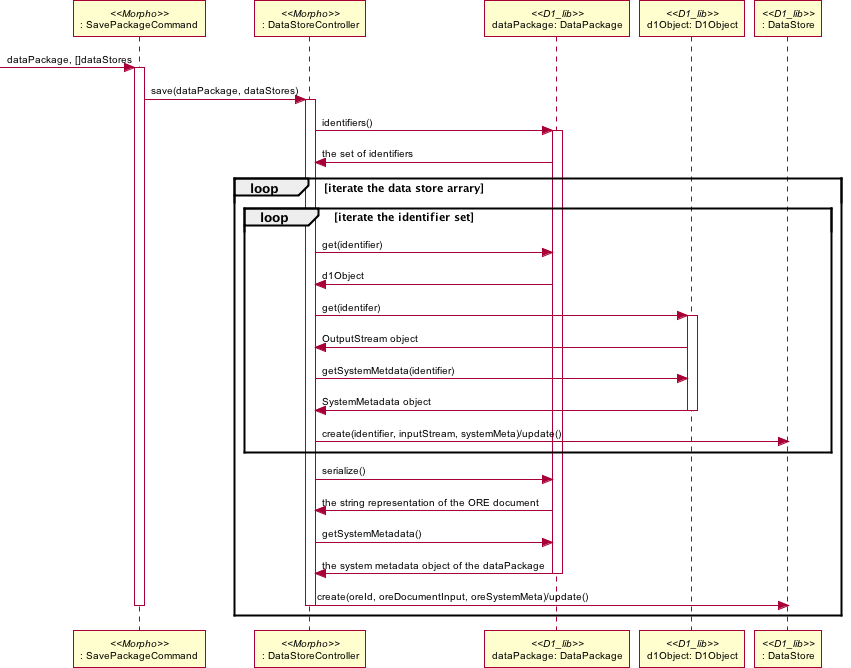 <<Morpho>>
: SavePackageCommand
<<Morpho>>
: DataStoreController
<<D1_lib>>
dataPackage: DataPackage
<<D1_lib>>
d1Object: D1Object
<<D1_lib>>
: DataStore
dataPackage, []dataStores
save(dataPackage, dataStores)
identifiers()
the set of identifiers
loop [iterate the data store arrary]
loop [iterate the identifier set]
get(identifier)
d1Object
get(identifer)
OutputStream object
getSystemMetdata(identifier)
SystemMetadata object
create(identifier, inputStream, systemMeta)/update()
serialize()
the string representation of the ORE document
getSystemMetadata()
the system metadata object of the dataPackage
create(oreId, oreDocumentInput, oreSystemMeta)/update()
<<Morpho>>
: SavePackageCommand
<<Morpho>>
: DataStoreController
<<D1_lib>>
dataPackage: DataPackage
<<D1_lib>>
d1Object: D1Object
<<D1_lib>>
: DataStore